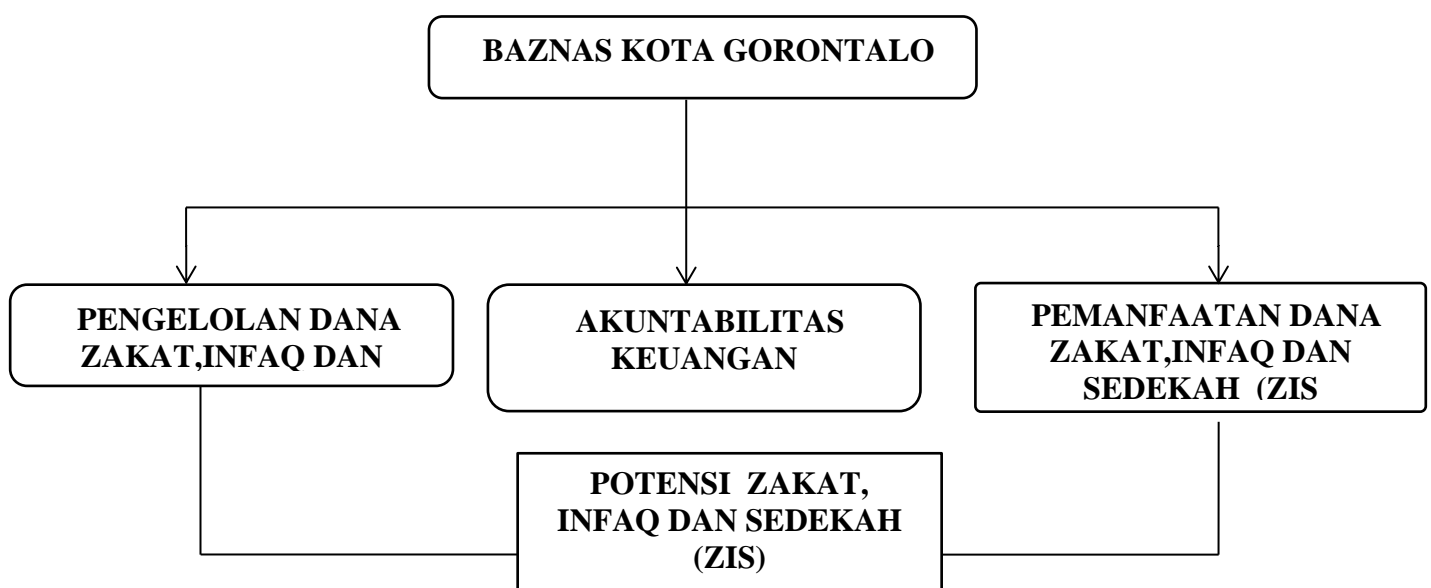 BAZNAS KOTA GORONTALO
PENGELOLAN DANA
ZAKAT,INFAQ DAN
AKUNTABILITAS
KEUANGAN
PEMANFAATAN DANA
ZAKAT,INFAQ DAN
SEDEKAH (ZIS
POTENSI ZAKAT,
INFAQ DAN SEDEKAH
(ZIS)